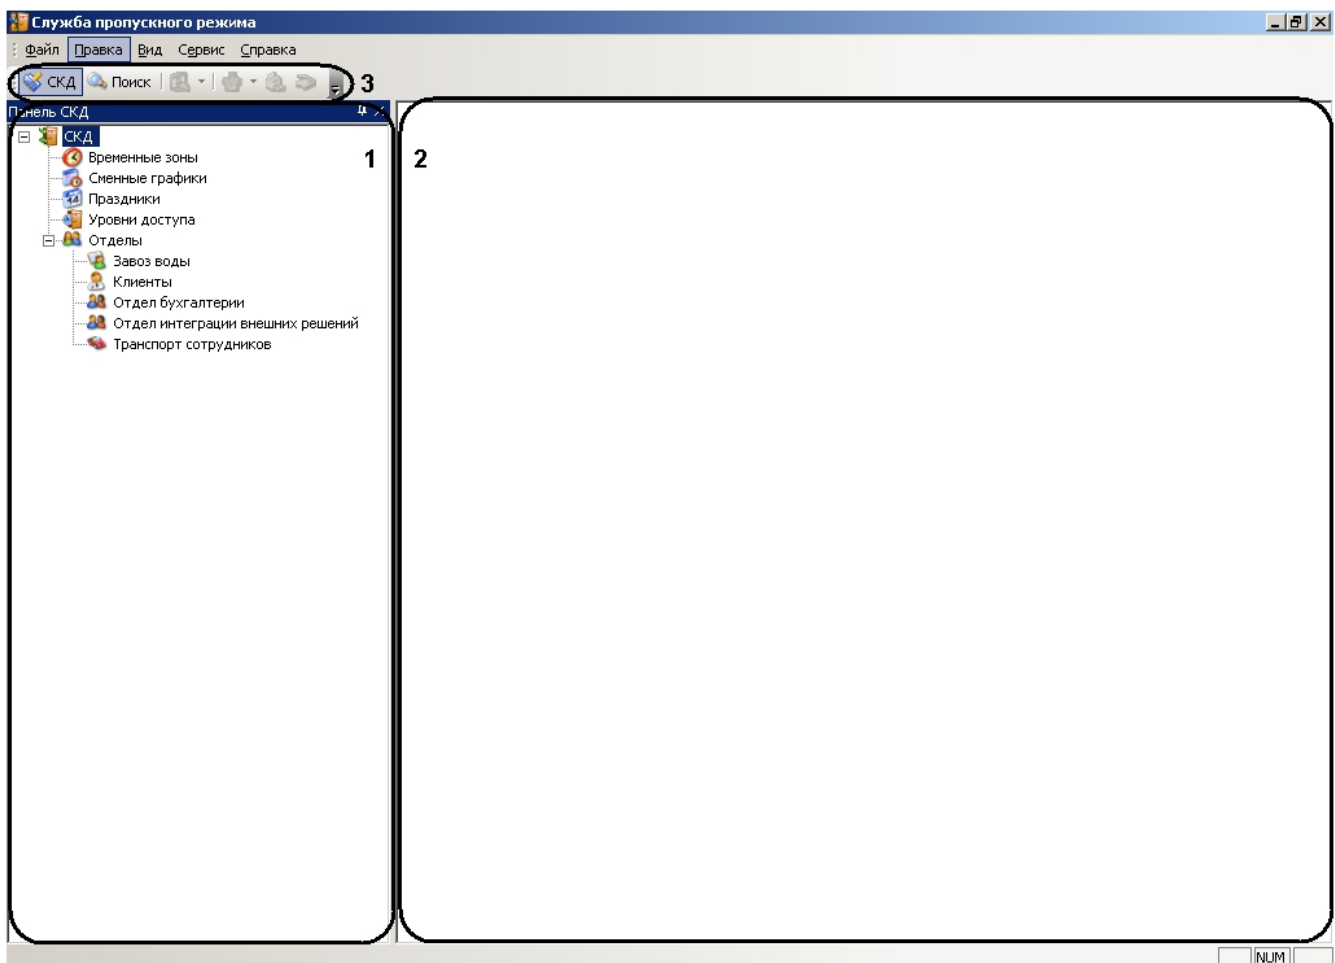 Служба пропускного режима
Файл Правка Вид Сервис Справка
СКД Поиск 3
Панель СКД
СКД
Временные зоны 1 2
Сменные графики
Праздники
Уровни доступа
Отделы
Завоз воды
Клиенты
Отдел бухгалтерии
Отдел интеграции внешних решений
Транспорт сотрудников
NUM